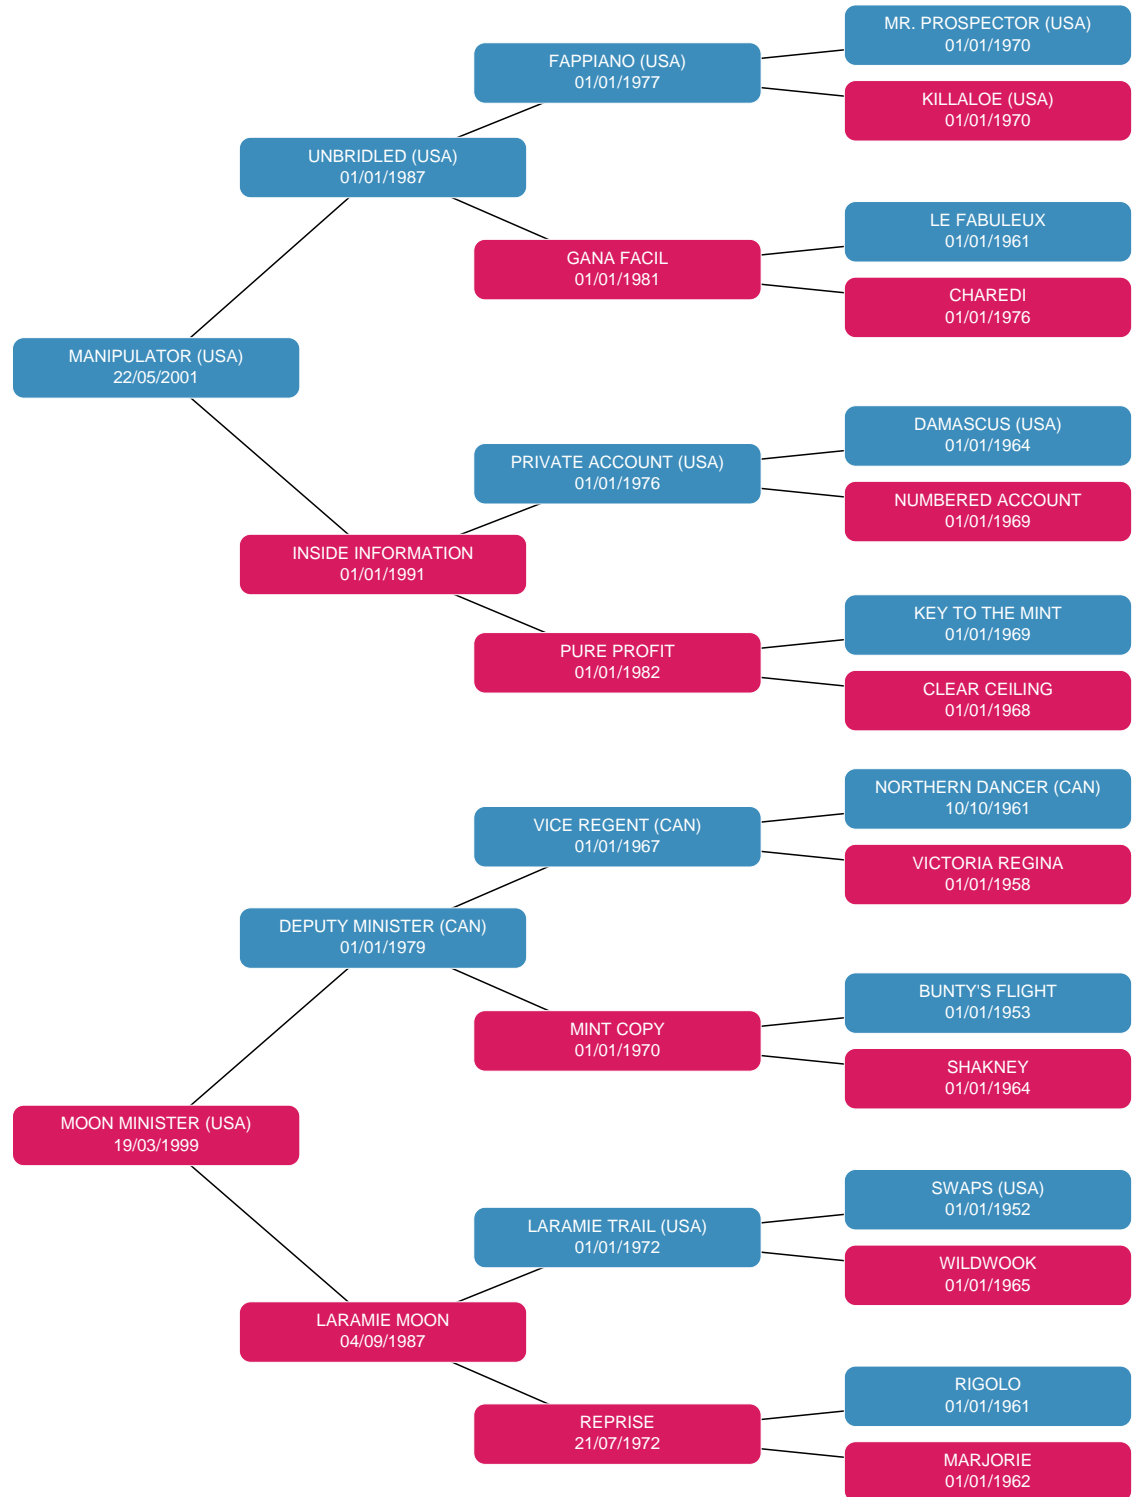 MR. PROSPECTOR (USA)
01/01/1970
FAPPIANO (USA)
01/01/1977
KILLALOE (USA)
01/01/1970
UNBRIDLED (USA)
01/01/1987
LE FABULEUX
01/01/1961
GANA FACIL
01/01/1981
CHAREDI
01/01/1976
MANIPULATOR (USA)
22/05/2001
DAMASCUS (USA)
01/01/1964
PRIVATE ACCOUNT (USA)
01/01/1976
NUMBERED ACCOUNT
01/01/1969
INSIDE INFORMATION
01/01/1991
KEY TO THE MINT
01/01/1969
PURE PROFIT
01/01/1982
CLEAR CEILING
01/01/1968
NORTHERN DANCER (CAN)
10/10/1961
VICE REGENT (CAN)
01/01/1967
VICTORIA REGINA
01/01/1958
DEPUTY MINISTER (CAN)
01/01/1979
BUNTY'S FLIGHT
01/01/1953
MINT COPY
01/01/1970
SHAKNEY
01/01/1964
MOON MINISTER (USA)
19/03/1999
SWAPS (USA)
01/01/1952
LARAMIE TRAIL (USA)
01/01/1972
WILDWOOK
01/01/1965
LARAMIE MOON
04/09/1987
RIGOLO
01/01/1961
REPRISE
21/07/1972
MARJORIE
01/01/1962